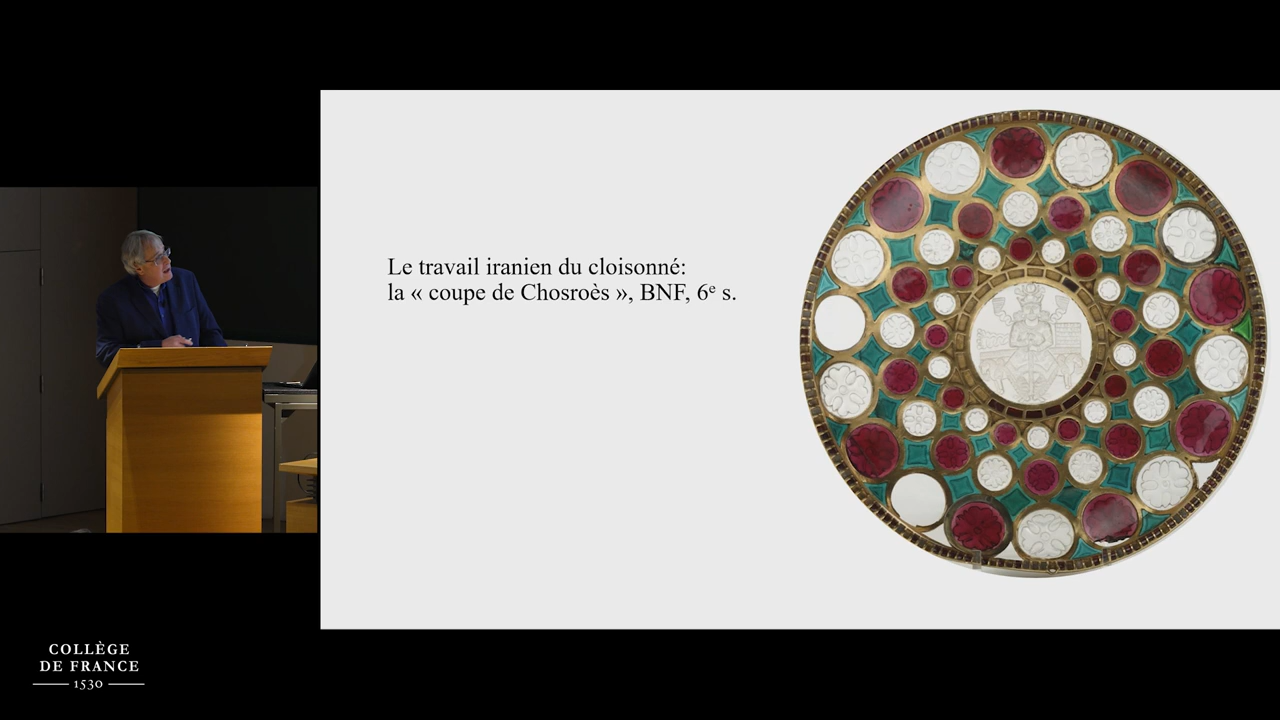 Le travail iranien du cloisonné:
la « coupe de Chosroès », BNF, 6ᵉ s.
COLLÈGE
DE FRANCE
1530